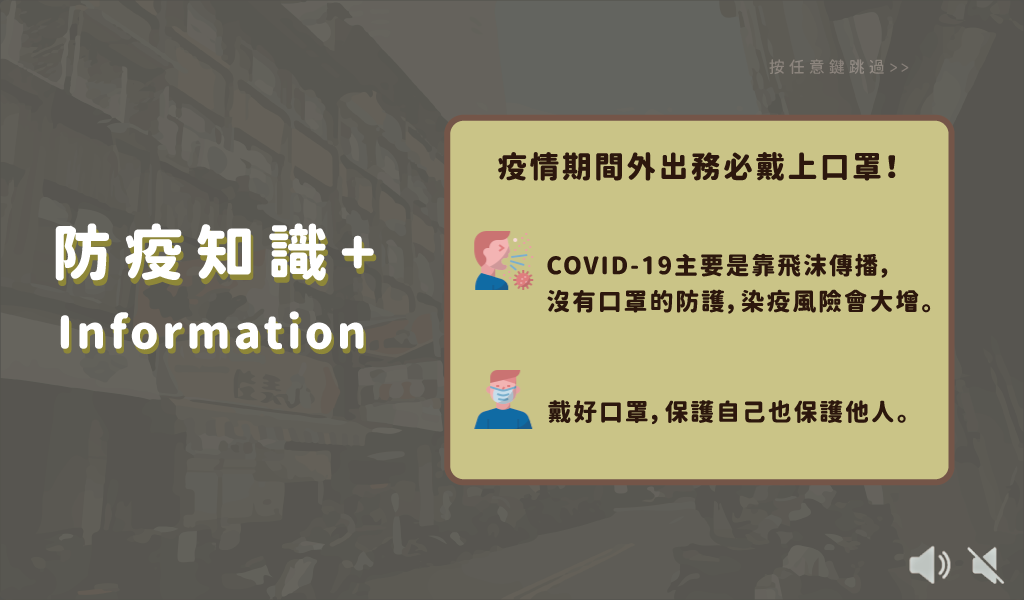 按任意鍵跳過>>
疫情期間外出務必戴上口罩!
防疫知識+
Information
COVID-19主要是靠飛沫傳播,
沒有口罩的防護,染疫風險會大增。
戴好口罩,保護自己也保護他人。